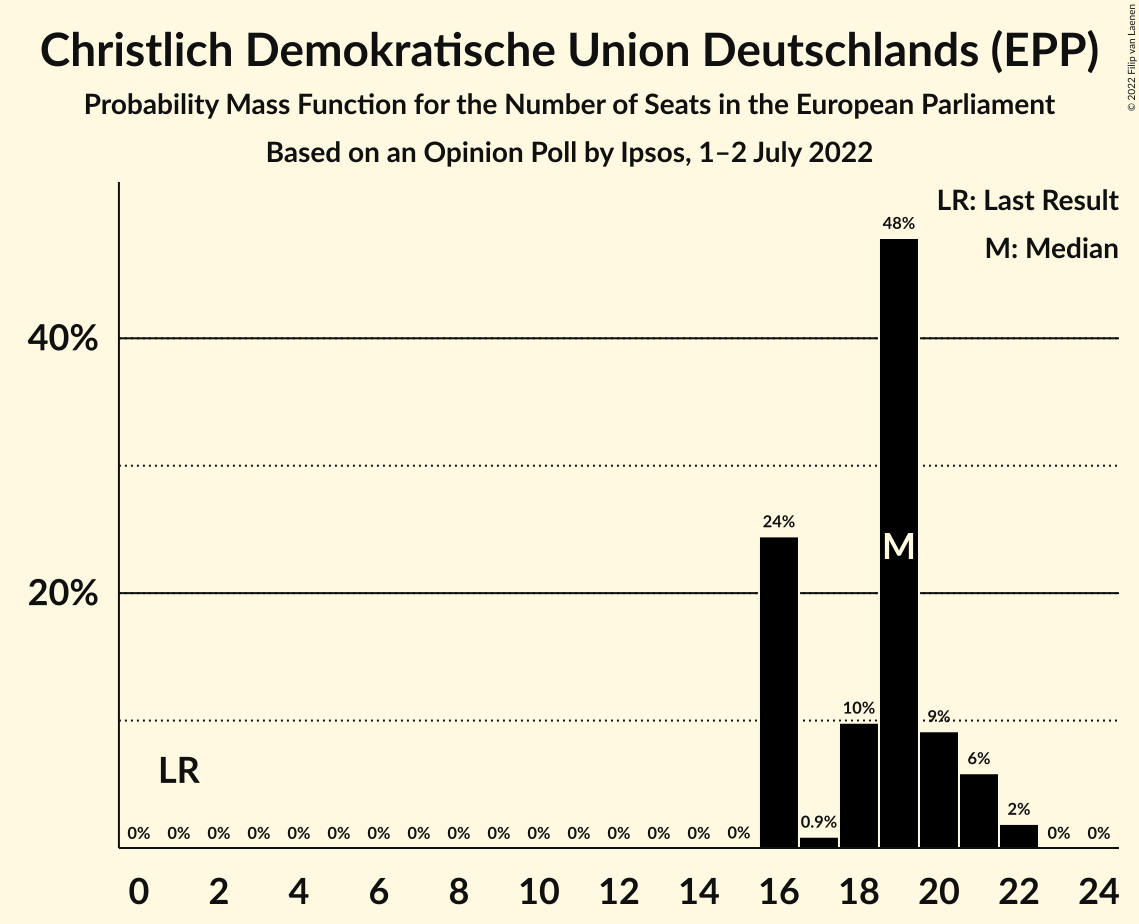 Christlich Demokratische Union Deutschlands (EPP)
Probability Mass Function for the Number of Seats in the European Parliament
Based on an Opinion Poll by Ipsos, 1–2 July 2022
© 2022 Filip van Laenen
LR: Last Result
M: Median
48%
40%
24%
M
20%
10%
9%
6%
LR
2%
0.9%
0% 0% 0% 0% 0% 0% 0% 0% 0% 0% 0% 0% 0% 0% 0% 0% 0% 0%
0 2 4 6 8 10 12 14 16 18 20 22 24